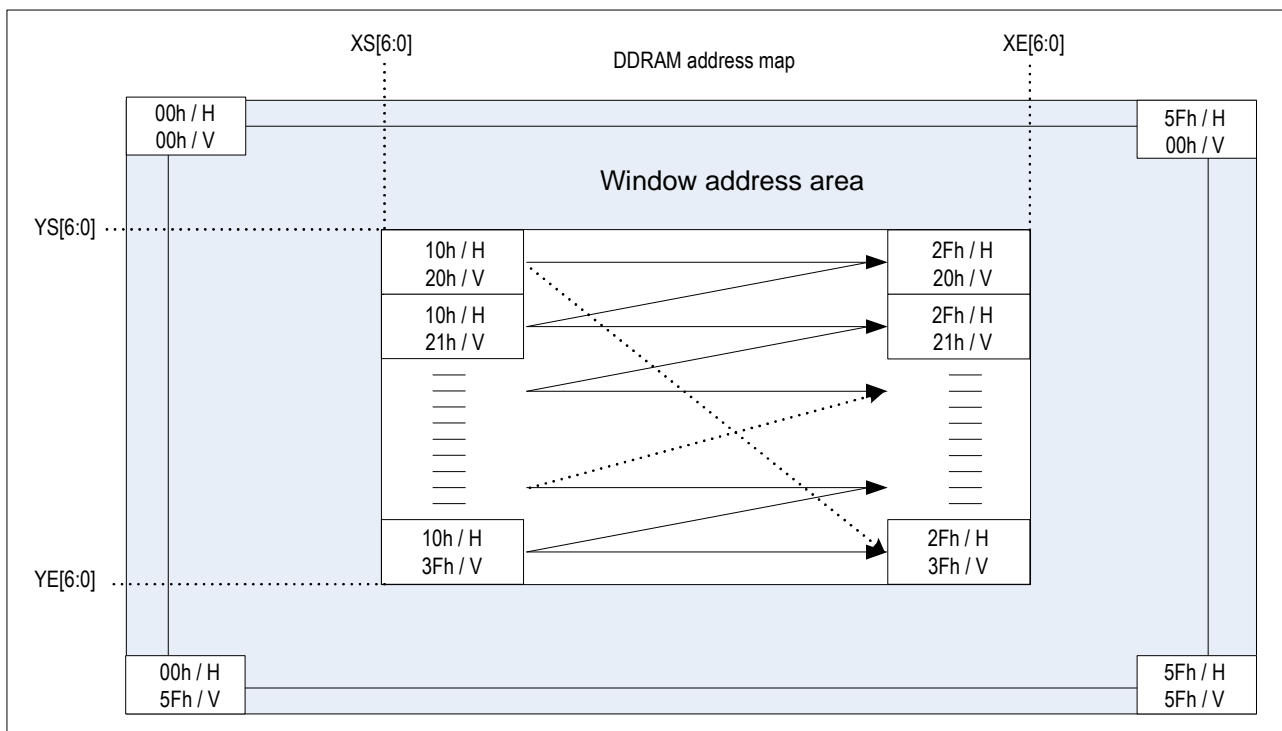 XS[6:0]
XE[6:0]
DDRAM address map
00h / H
00h / V
5Fh / H
00h / V
Window address area
YS[6:0]
10h / H
20h / V
2Fh / H
20h / V
10h / H
21h / V
2Fh / H
21h / V
10h / H
3Fh / V
2Fh / H
3Fh / V
YE[6:0]
00h / H
5Fh / V
5Fh / H
5Fh / V